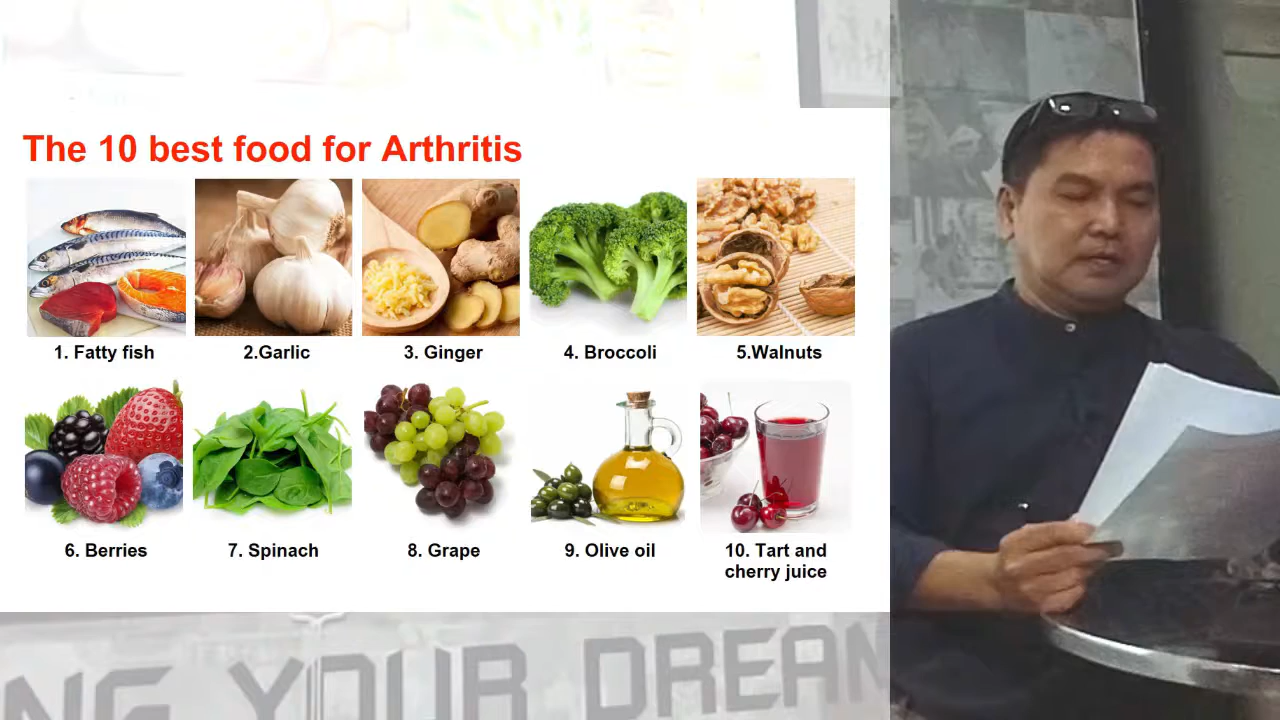 The 10 best food for Arthritis
1. Fatty fish
2.Garlic
3. Ginger
4. Broccoli
5.Walnuts
6. Berries
7. Spinach
8. Grape
9. Olive oil
10. Tart and
cherry juice
YOUR